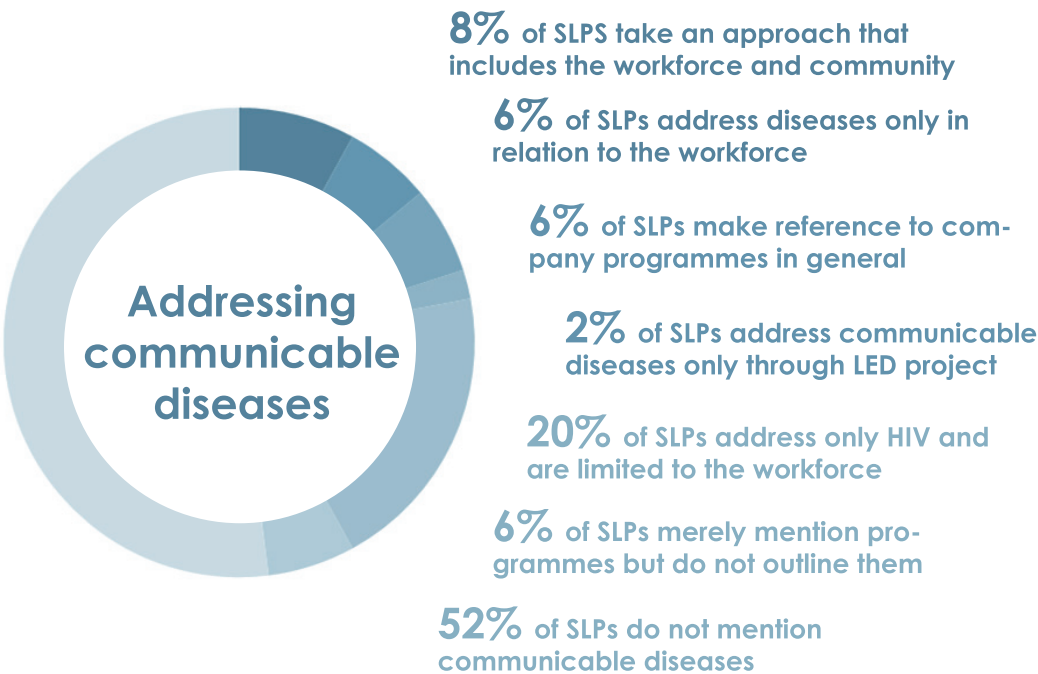 8% of SLPS take an approach that
includes the workforce and community
6% of SLPs address diseases only in
relation to the workforce
6% of SLPs make reference to com-
pany programmes in general
2% of SLPs address communicable
diseases only through LED project
20% of SLPs address only HIV and
are limited to the workforce
6% of SLPs merely mention pro-
grammes but do not outline them
52% of SLPs do not mention
communicable diseases
Addressing
communicable
diseases